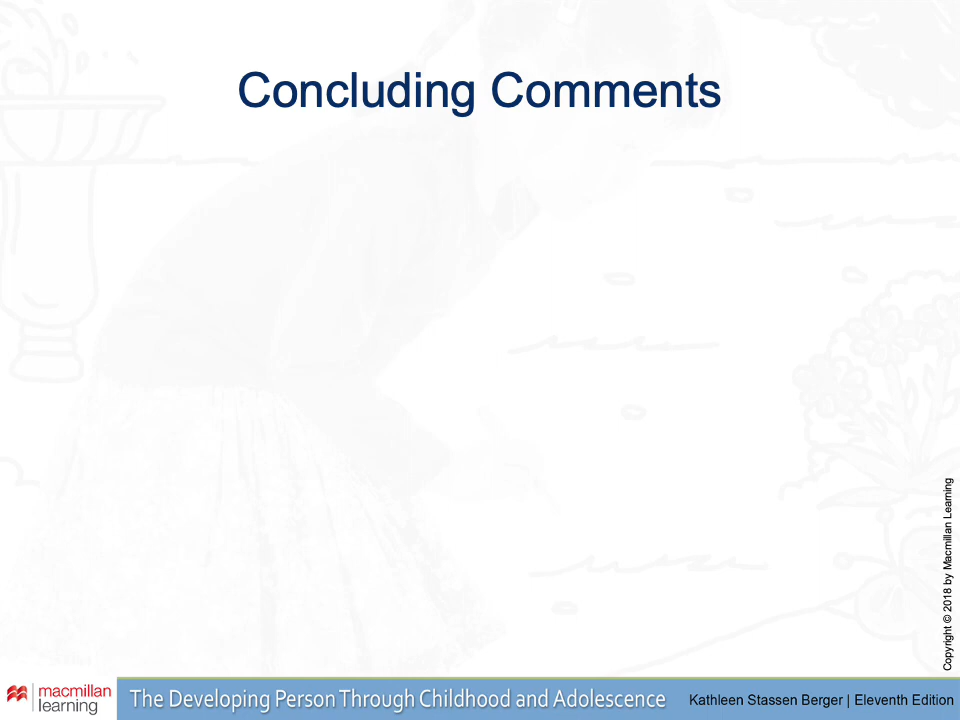 Concluding Comments
Copyright © 2018 by Macmillan Learning
macmillan
learning
The Developing Person Through Childhood and Adolescence
Kathleen Stassen Berger | Eleventh Edition